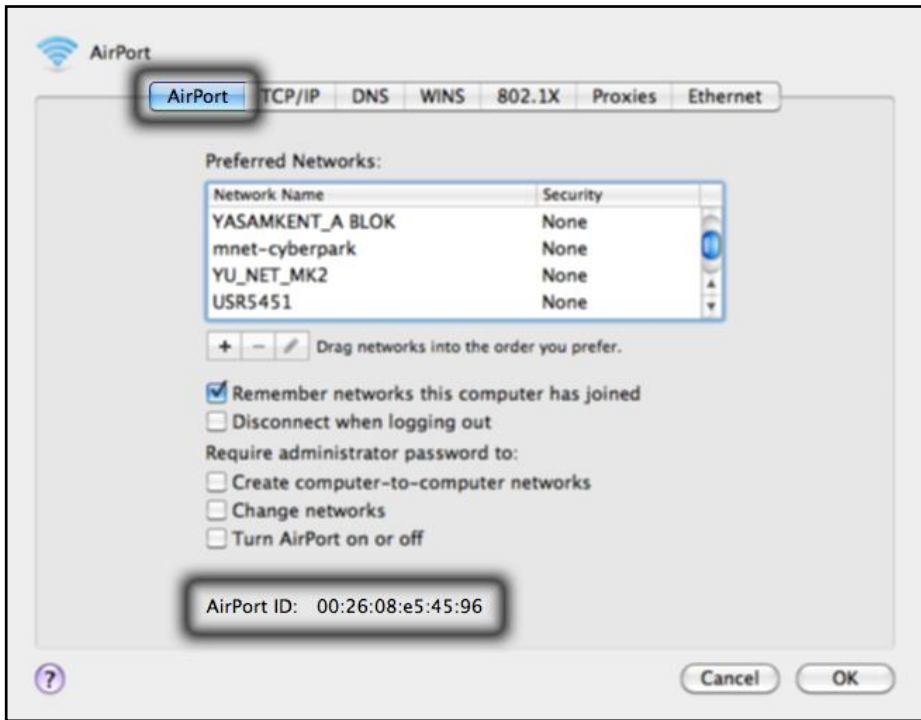 AirPort
AirPort TCP/IP DNS WINS 802.1X Proxies Ethernet
Preferred Networks:
Network Name Security
YASAMKENT_A BLOK None
mnet-cyberpark None
YU_NET_MK2 None
USR5451 None
+ − Drag networks into the order you prefer.
Remember networks this computer has joined
Disconnect when logging out
Require administrator password to:
Create computer-to-computer networks
Change networks
Turn AirPort on or off
AirPort ID: 00:26:08:e5:45:96
? Cancel OK